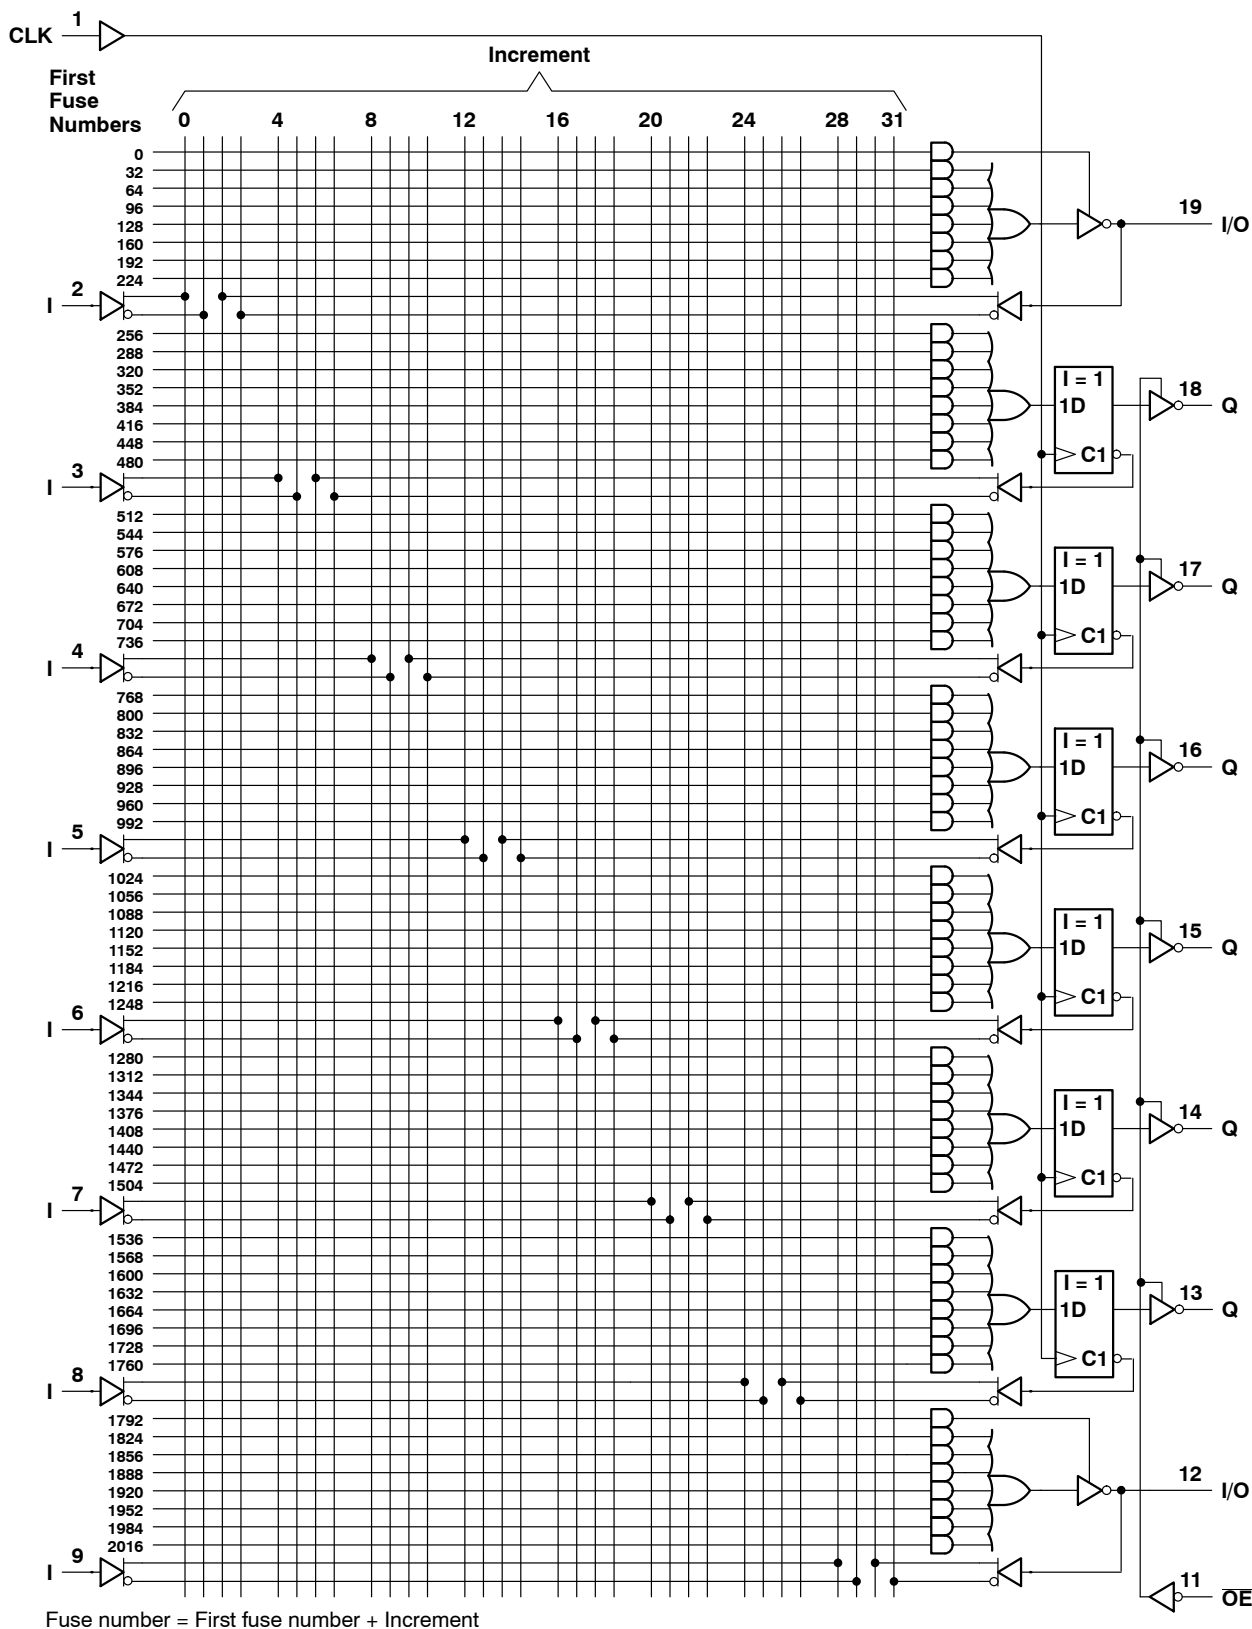 1
CLK
Increment
First
Fuse
Numbers
0 4 8 12 16 20 24 28 31
0
32
64
96
128
160
192
224
19
I/O
2
I
256
288
320
352
384
416
448
480
I = 1
1D
C1
18
Q
3
I
512
544
576
608
640
672
704
736
I = 1
1D
C1
17
Q
4
I
768
800
832
864
896
928
960
992
I = 1
1D
C1
16
Q
5
I
1024
1056
1088
1120
1152
1184
1216
1248
I = 1
1D
C1
15
Q
6
I
1280
1312
1344
1376
1408
1440
1472
1504
I = 1
1D
C1
14
Q
7
I
1536
1568
1600
1632
1664
1696
1728
1760
I = 1
1D
C1
13
Q
8
I
1792
1824
1856
1888
1920
1952
1984
2016
12
I/O
9
I
11
OE
Fuse number = First fuse number + Increment